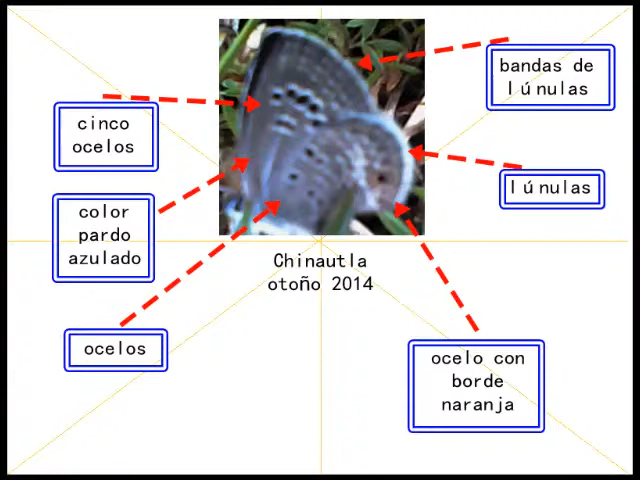 bandas de
lúnulas
cinco
ocelos
lúnulas
color
pardo
azulado
Chinautla
otoño 2014
ocelos
ocelo con
borde
naranja